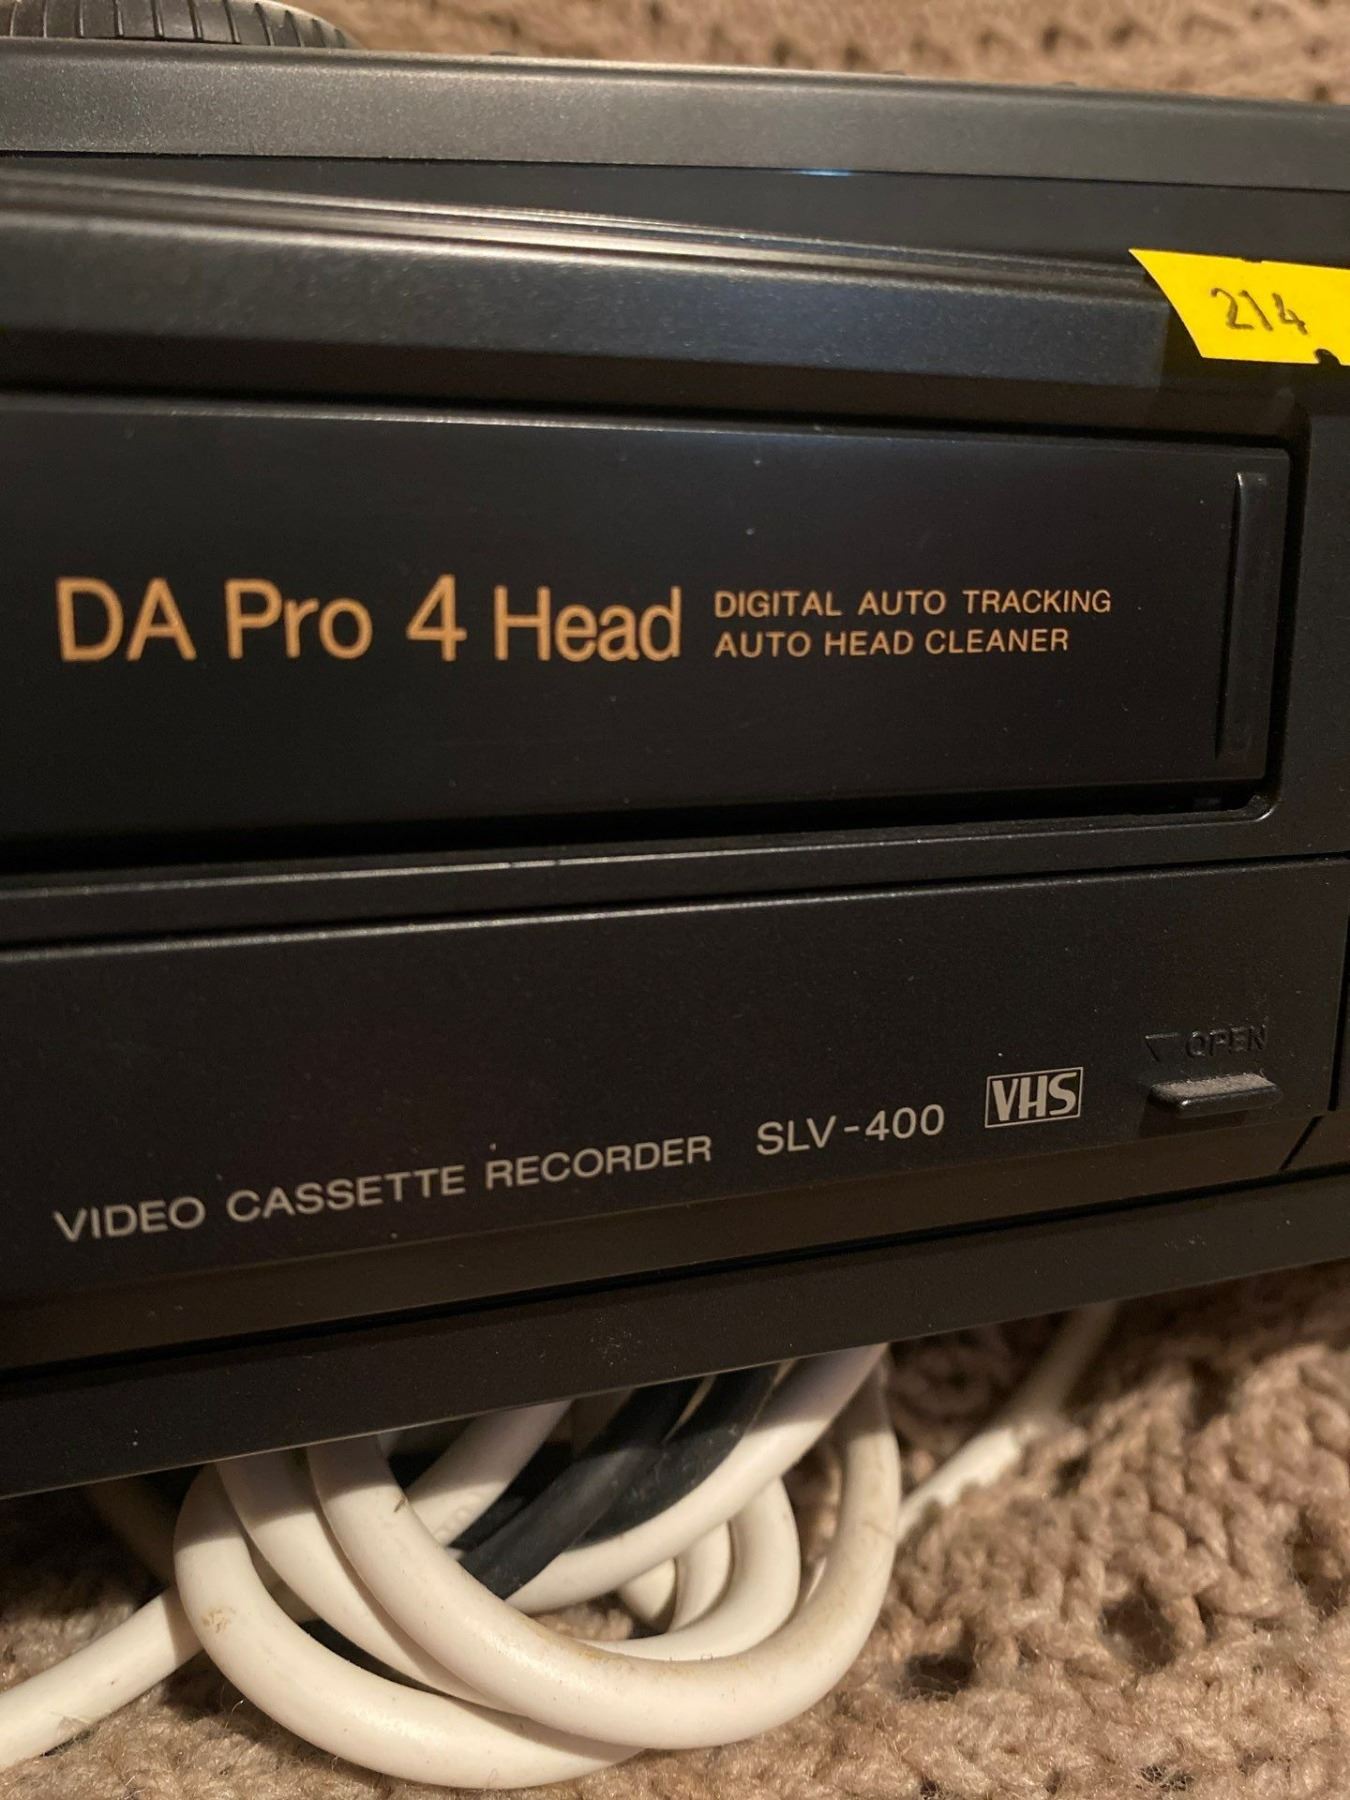 214
DA Pro 4 Head
DIGITAL AUTO TRACKING
AUTO HEAD CLEANER
OPEN
VIDEO CASSETTE RECORDER SLV-400 VHS